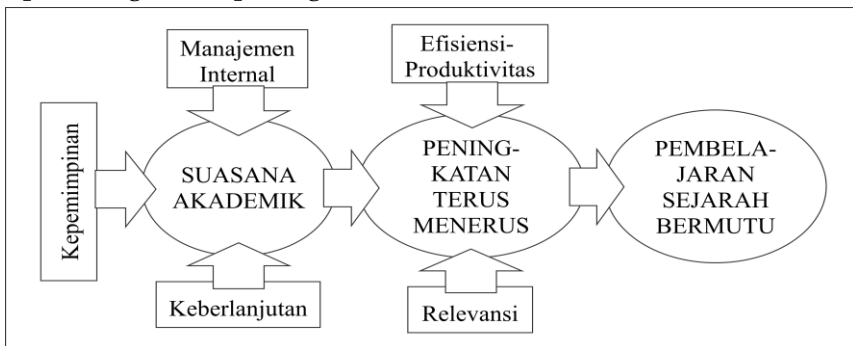 Manajemen
Internal
Efisiensi-
Produktivitas
Kepemimpinan
SUASANA
AKADEMIK
PENING-
KATAN
TERUS
MENERUS
PEMBELA-
JARAN
SEJARAH
BERMUTU
Keberlanjutan
Relevansi